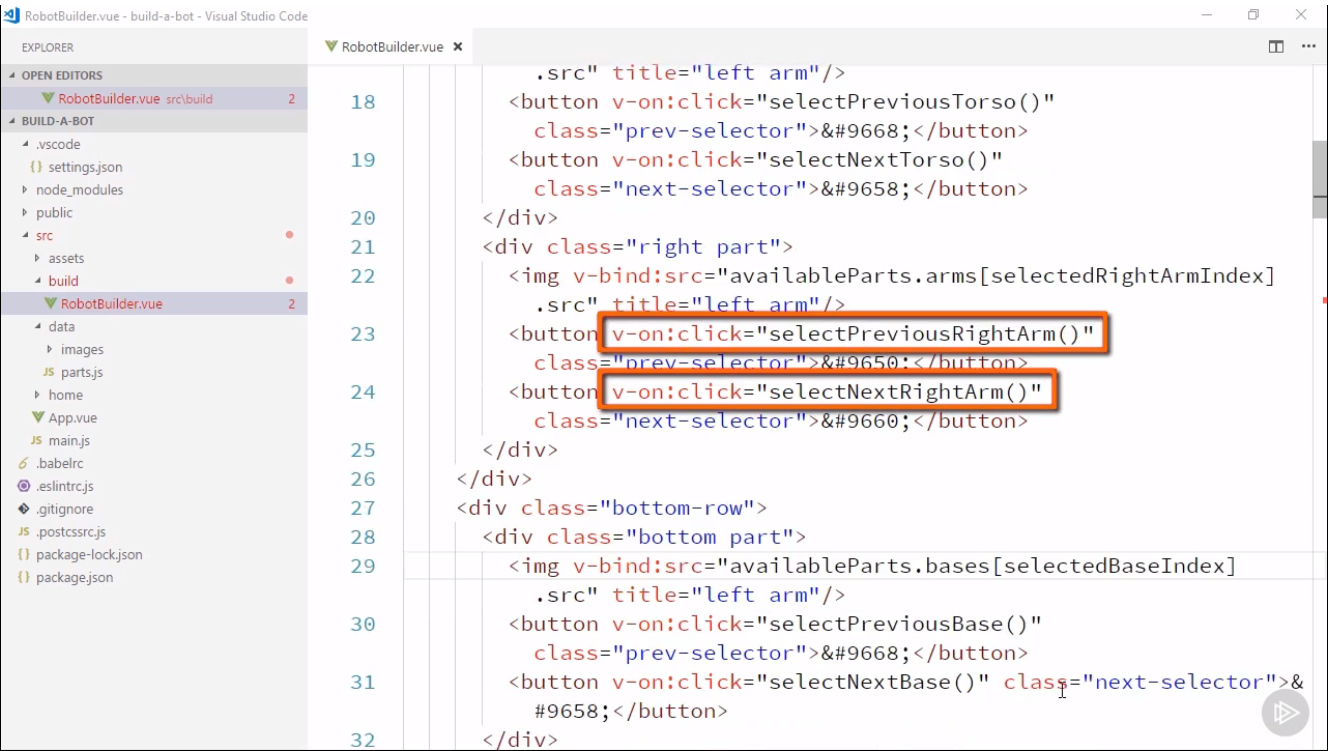 RobotBuilder.vue - build-a-bot - Visual Studio Code
EXPLORER
OPEN EDITORS
RobotBuilder.vue src\build 2
BUILD-A-BOT
.vscode
{} settings.json
node_modules
public
src
assets
build
RobotBuilder.vue 2
data
images
JS parts.js
home
App.vue
JS main.js
.babelrc
.eslintrc.js
.gitignore
JS .postcssrc.js
{} package-lock.json
{} package.json
RobotBuilder.vue
.src" title="left arm"/>
18 <button v-on:click="selectPreviousTorso()"
class="prev-selector">&#9668;</button>
19 <button v-on:click="selectNextTorso()"
class="next-selector">&#9658;</button>
20 </div>
21 <div class="right part">
22 <img v-bind:src="availableParts.arms[selectedRightArmIndex]
.src" title="left arm"/>
23 <button v-on:click="selectPreviousRightArm()"
class="prev-selector">&#9650;</button>
24 <button v-on:click="selectNextRightArm()"
class="next-selector">&#9660;</button>
25 </div>
26 </div>
27 <div class="bottom-row">
28 <div class="bottom part">
29 <img v-bind:src="availableParts.bases[selectedBaseIndex]
.src" title="left arm"/>
30 <button v-on:click="selectPreviousBase()"
class="prev-selector">&#9668;</button>
31 <button v-on:click="selectNextBase()" class="next-selector">&
#9658;</button>
32 </div>